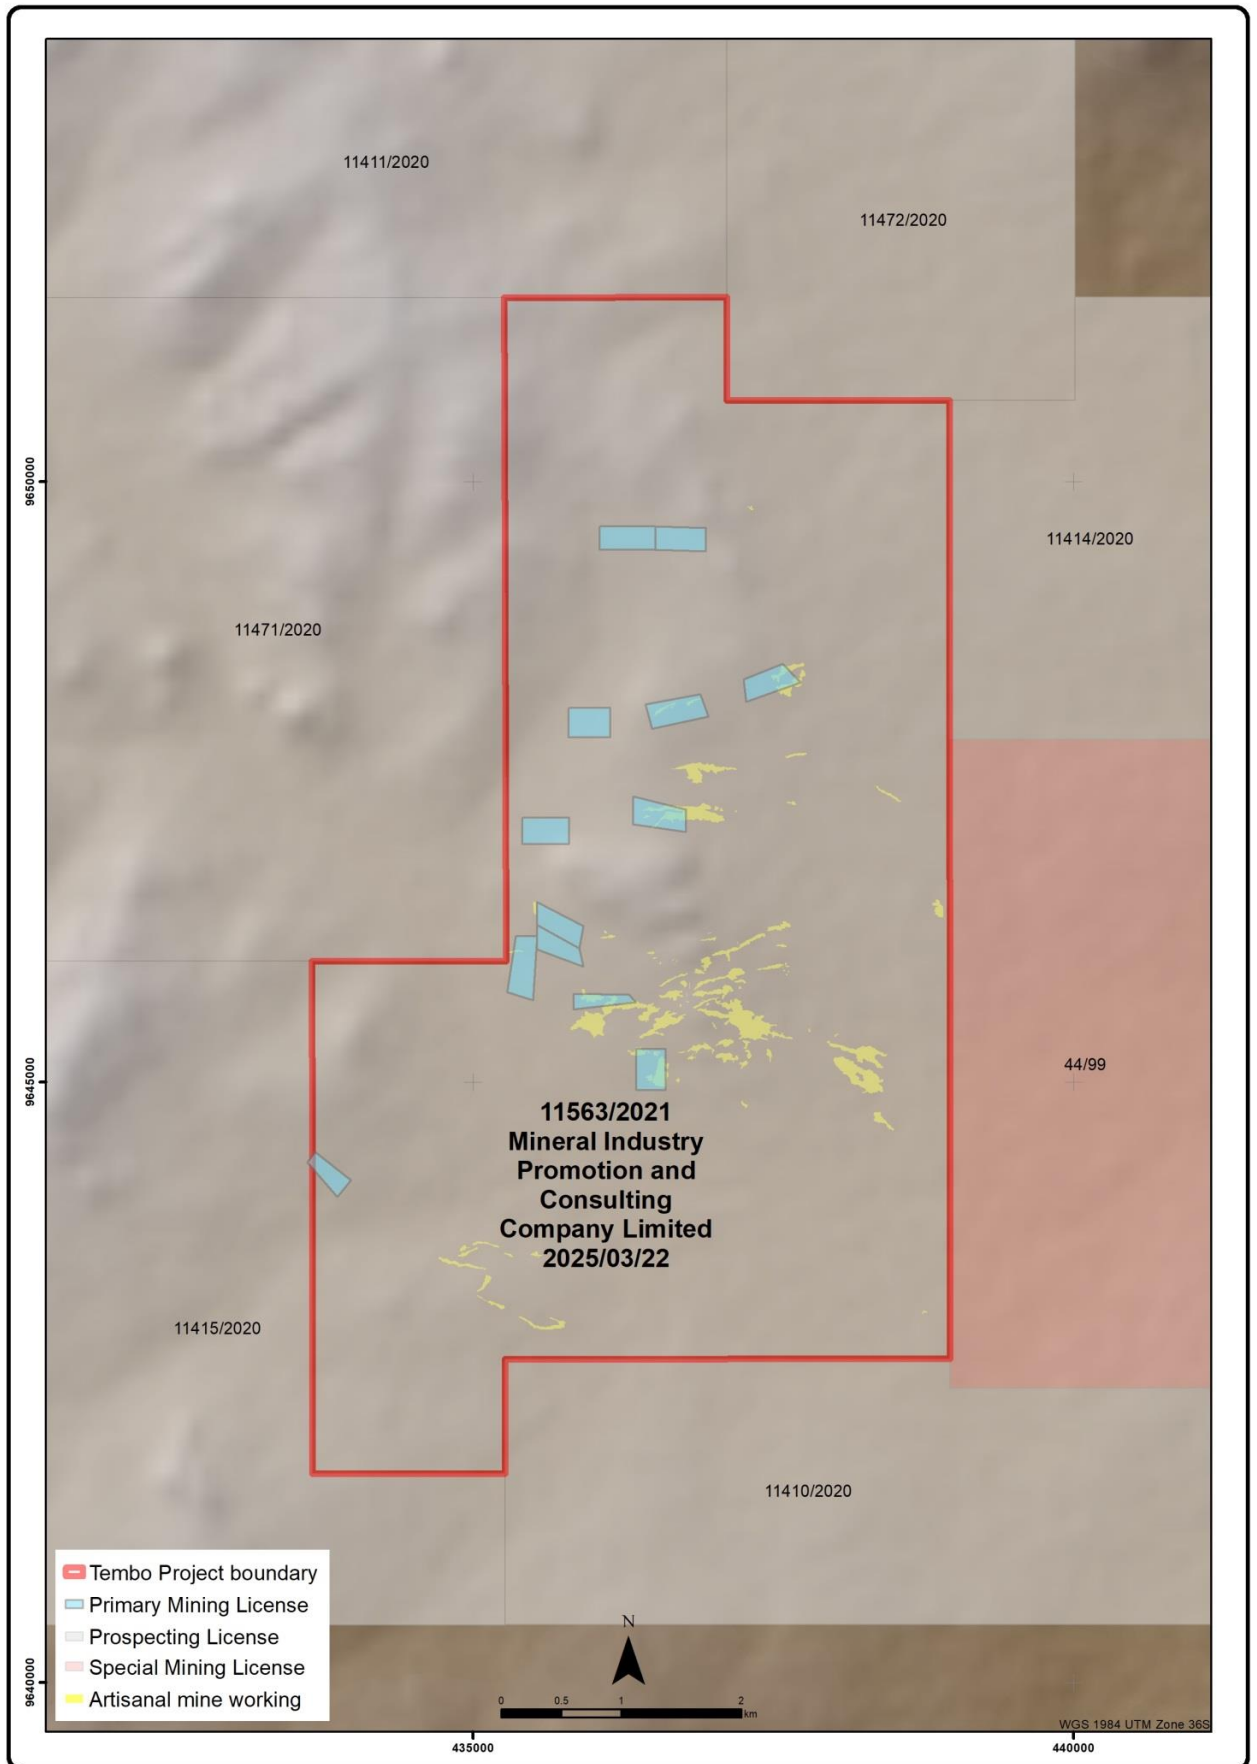 11411/2020
11472/2020
9650000
11414/2020
11471/2020
44/99
9645000
11563/2021
Mineral Industry
Promotion and
Consulting
Company Limited
2025/03/22
11415/2020
11410/2020
Tembo Project boundary
Primary Mining License
Prospecting License
Special Mining License
Artisanal mine working
N
0 0.5 1 2
km
9640000
WGS 1984 UTM Zone 36S
435000
440000